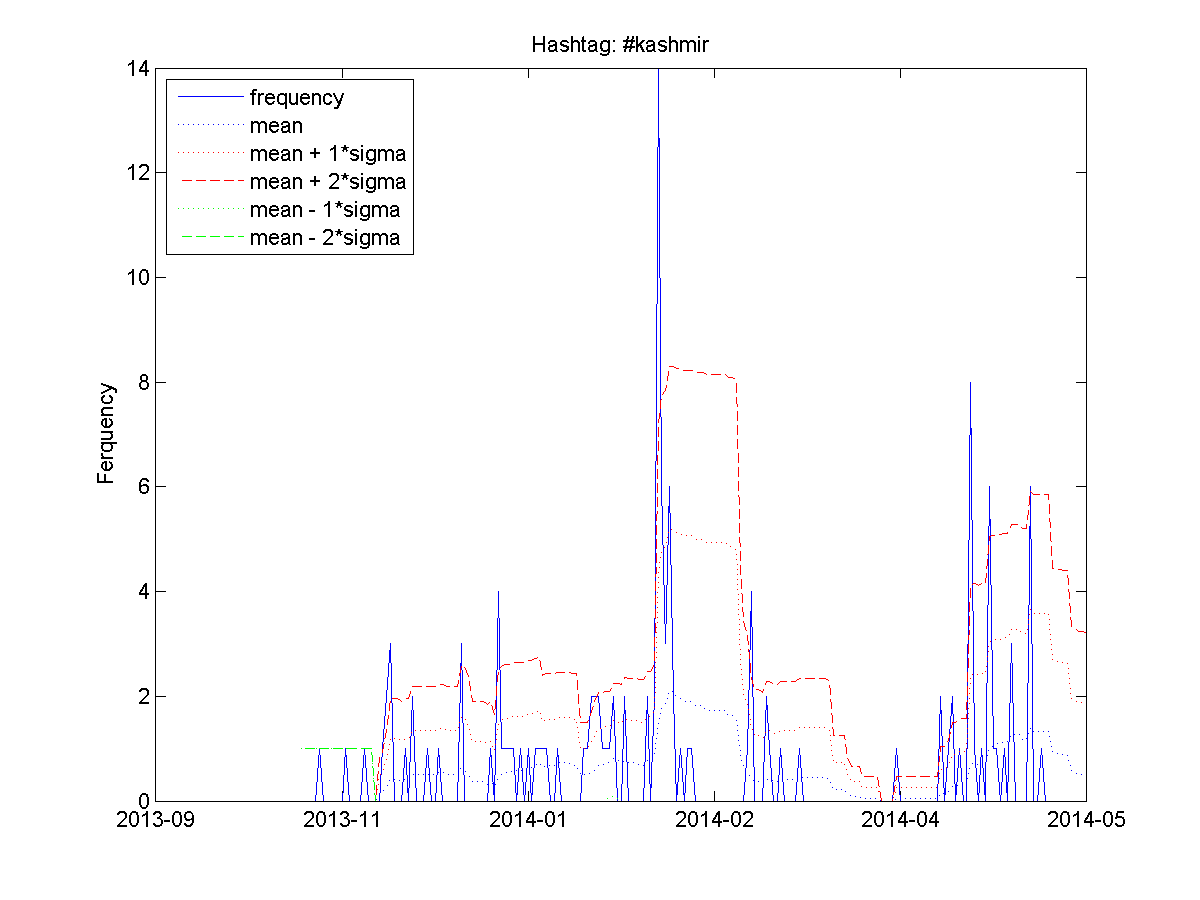 Hashtag: #kashmir
14
frequency
mean
mean + 1*sigma
mean + 2*sigma
mean - 1*sigma
mean - 2*sigma
12
10
8
Ferquency
6
4
2
0
2013-09 2013-11 2014-01 2014-02 2014-04 2014-05